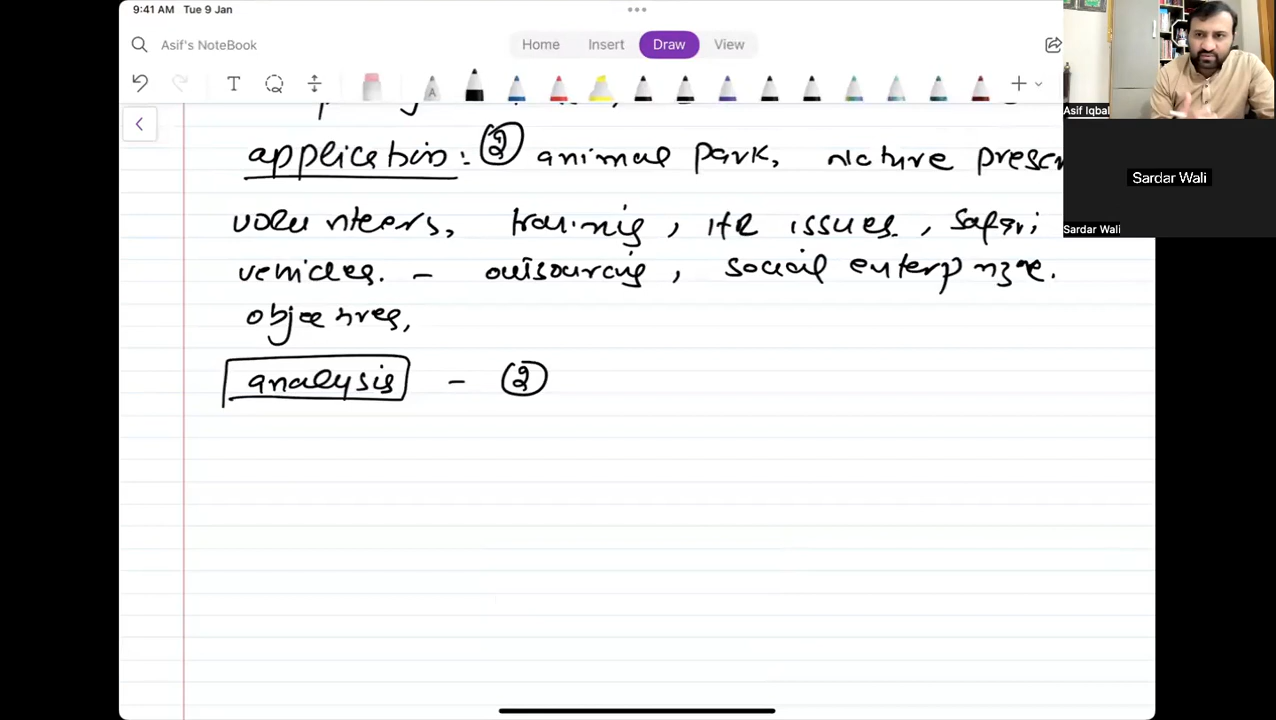 9:41 AM Tue 9 Jan
Asif's NoteBook
Home Insert Draw View
T
A
application: ② animal park, nature preser
volunteers, training, HR issues, safari
vehicles. - outsourcing, social enterprize.
objectives,
analysis - ②
Asif Iqbal
Sardar Wali
Sardar Wali